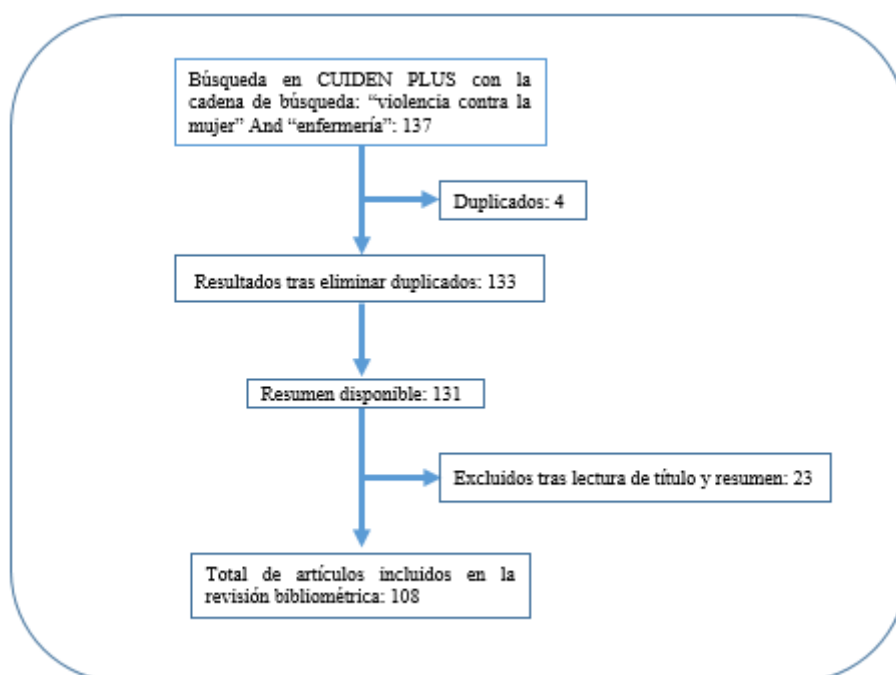 Búsqueda en CUIDEN PLUS con la
cadena de búsqueda: “violencia contra la
mujer” And “enfermería”: 137
Duplicados: 4
Resultados tras eliminar duplicados: 133
Resumen disponible: 131
Excluidos tras lectura de título y resumen: 23
Total de artículos incluidos en la
revisión bibliométrica: 108